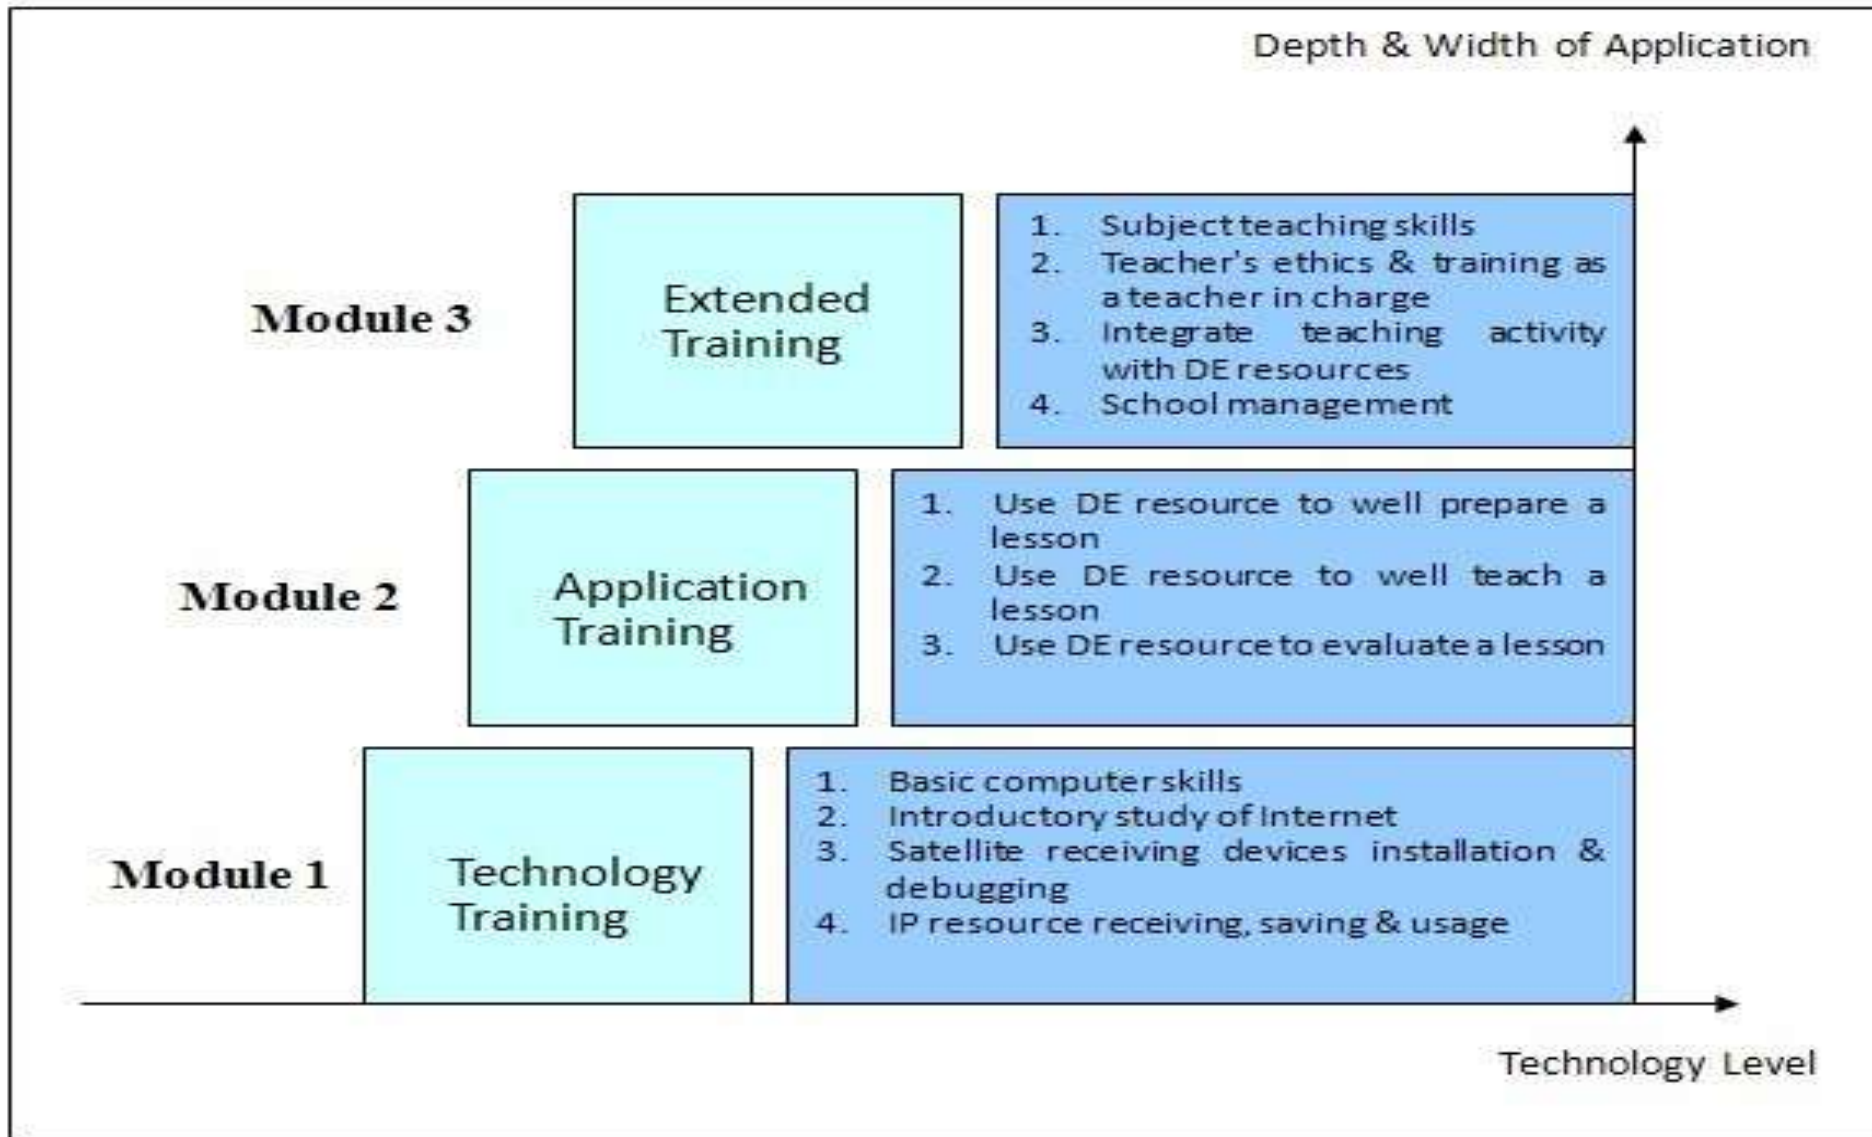 Depth & Width of Application
Module 3
Extended
Training
1. Subject teaching skills
2. Teacher's ethics & training as
a teacher in charge
3. Integrate teaching activity
with DE resources
4. School management
Module 2
Application
Training
1. Use DE resource to well prepare a
lesson
2. Use DE resource to well teach a
lesson
3. Use DE resource to evaluate a lesson
Module 1
Technology
Training
1. Basic computer skills
2. Introductory study of Internet
3. Satellite receiving devices installation &
debugging
4. IP resource receiving, saving & usage
Technology Level